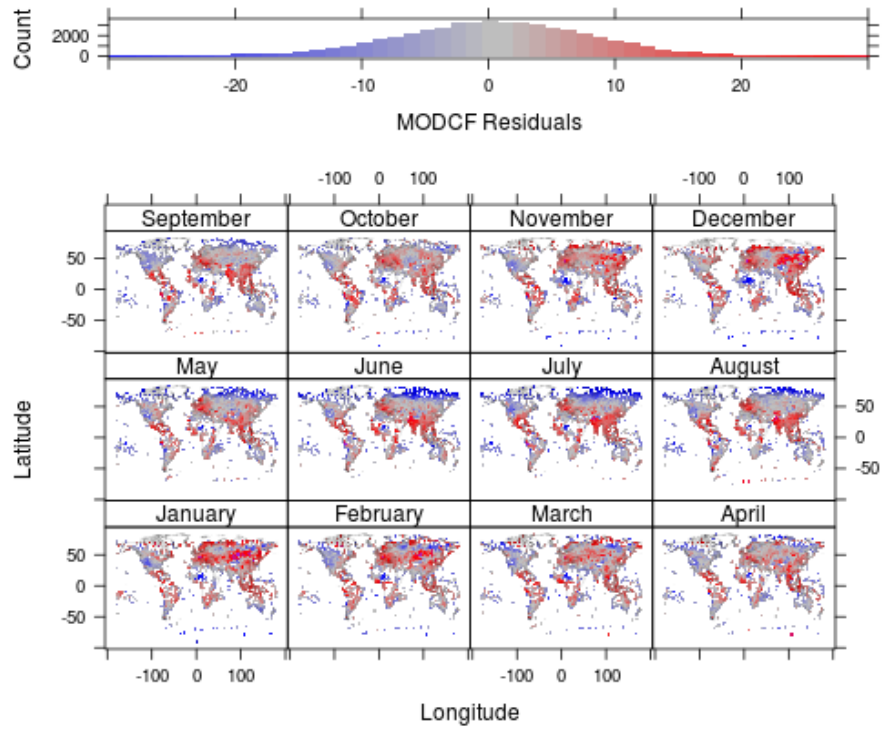 Count
2000
0
-20 -10 0 10 20
MODCF Residuals
-100 0 100 -100 0 100
September October November December
50
0
-50
May June July August
50
0
-50
Latitude
January February March April
50
0
-50
-100 0 100 -100 0 100
Longitude